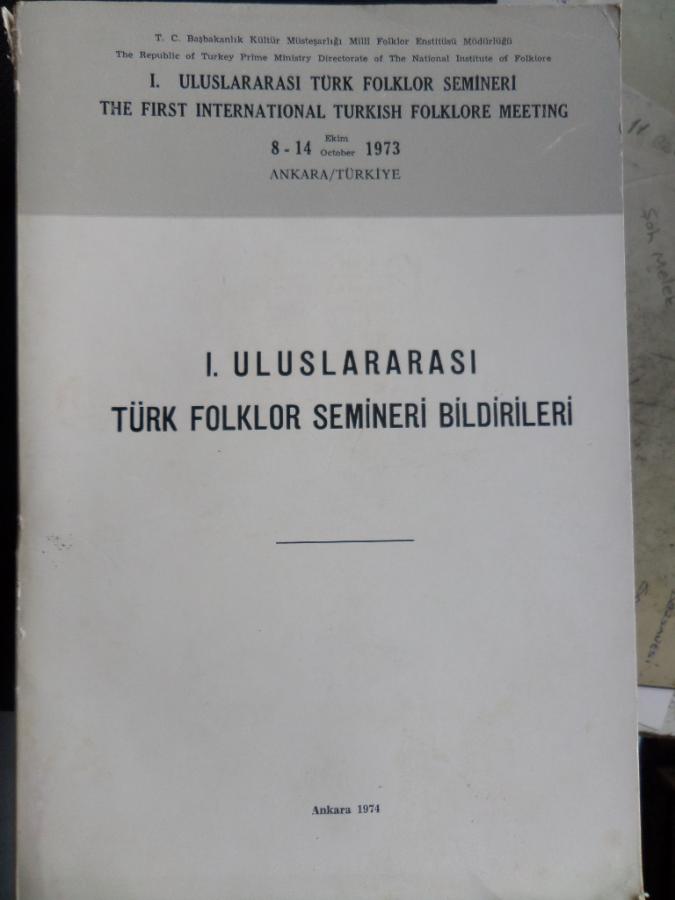 T. C. Başbakanlık Kültür Müsteşarlığı Milli Folklor Enstitüsü Müdürlüğü
The Republic of Turkey Prime Ministry Directorate of The National Institute of Folklore
I. ULUSLARARASI TÜRK FOLKLOR SEMİNERİ
THE FIRST INTERNATIONAL TURKISH FOLKLORE MEETING
8 - 14 Ekim October 1973
ANKARA/TÜRKİYE
I. ULUSLARARASI
TÜRK FOLKLOR SEMİNERİ BİLDİRİLERİ
Ankara 1974
Şah Melek